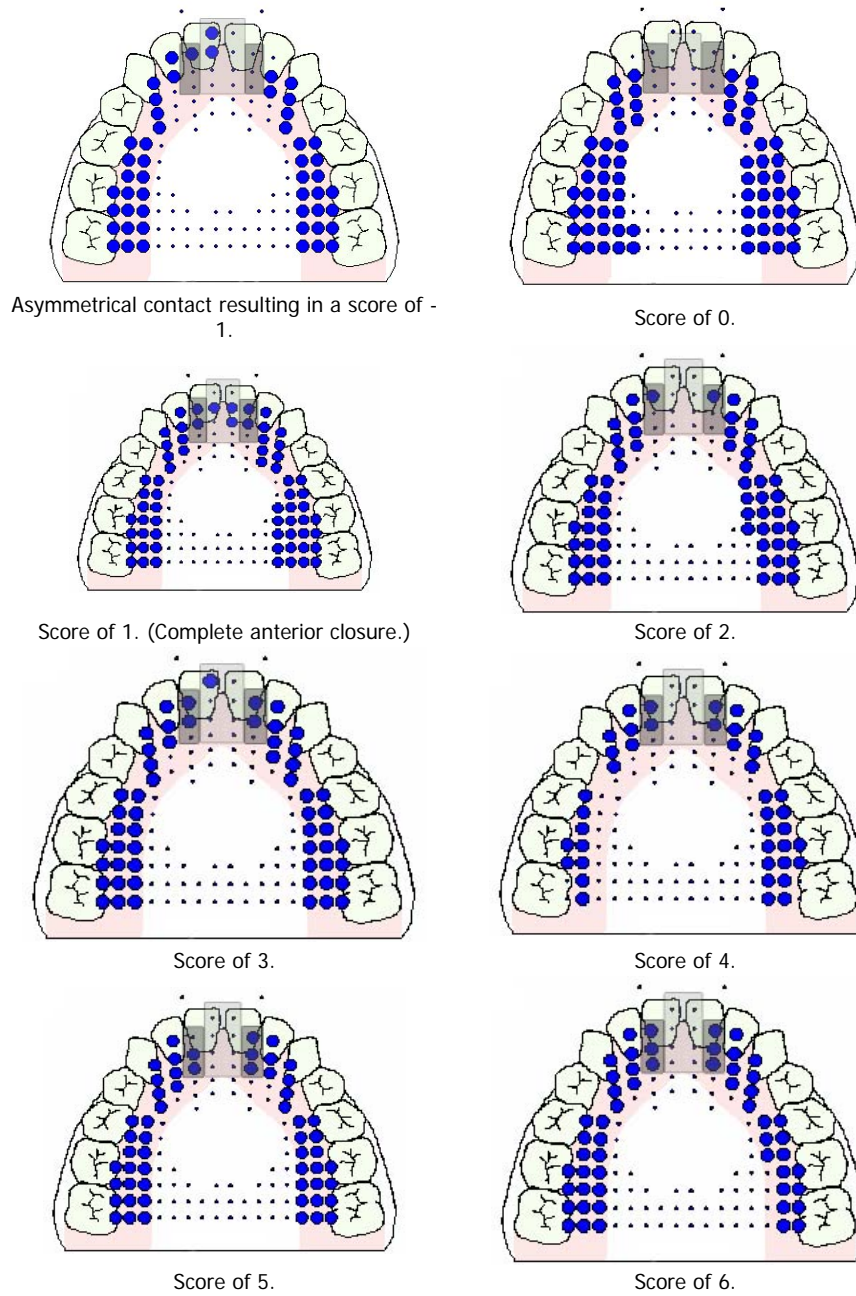 Asymmetrical contact resulting in a score of -
1.
Score of 0.
Score of 1. (Complete anterior closure.)
Score of 2.
Score of 3.
Score of 4.
Score of 5.
Score of 6.